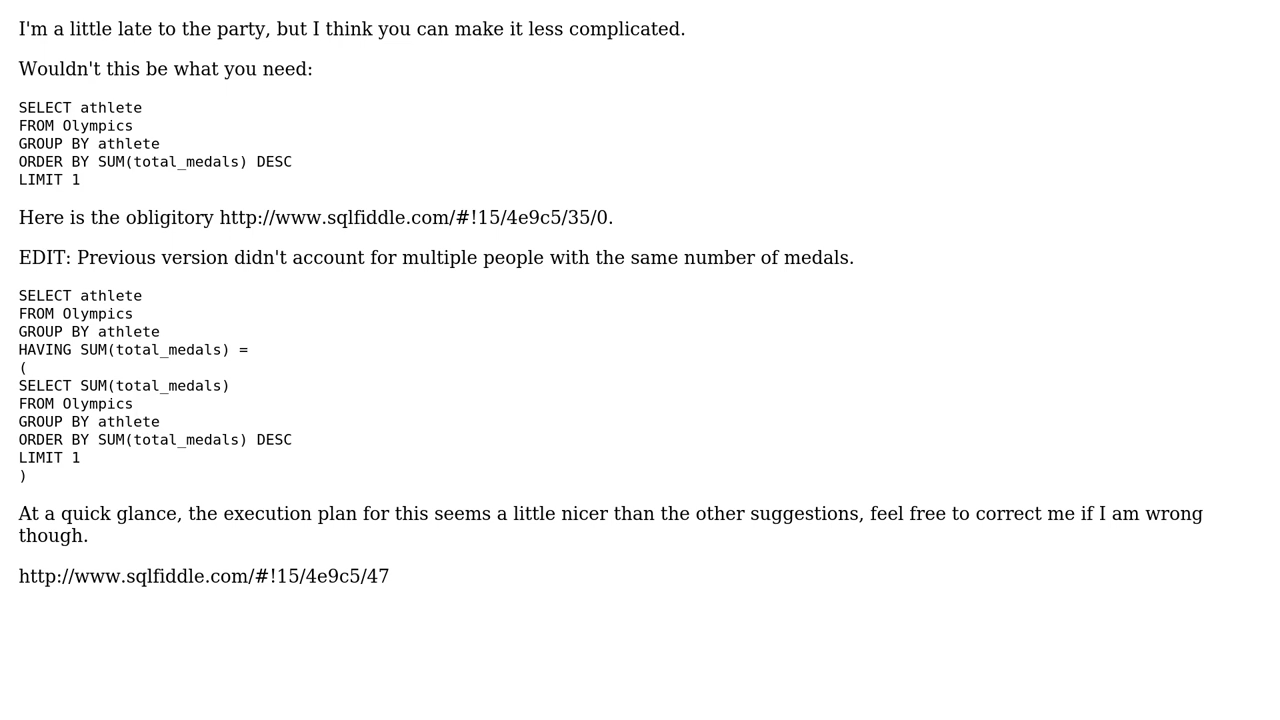 I'm a little late to the party, but I think you can make it less complicated.
Wouldn't this be what you need:
SELECT athlete
FROM Olympics
GROUP BY athlete
ORDER BY SUM(total_medals) DESC
LIMIT 1
Here is the obligitory http://www.sqlfiddle.com/#!15/4e9c5/35/0.
EDIT: Previous version didn't account for multiple people with the same number of medals.
SELECT athlete
FROM Olympics
GROUP BY athlete
HAVING SUM(total_medals) =
(
SELECT SUM(total_medals)
FROM Olympics
GROUP BY athlete
ORDER BY SUM(total_medals) DESC
LIMIT 1
)
At a quick glance, the execution plan for this seems a little nicer than the other suggestions, feel free to correct me if I am wrong
though.
http://www.sqlfiddle.com/#!15/4e9c5/47